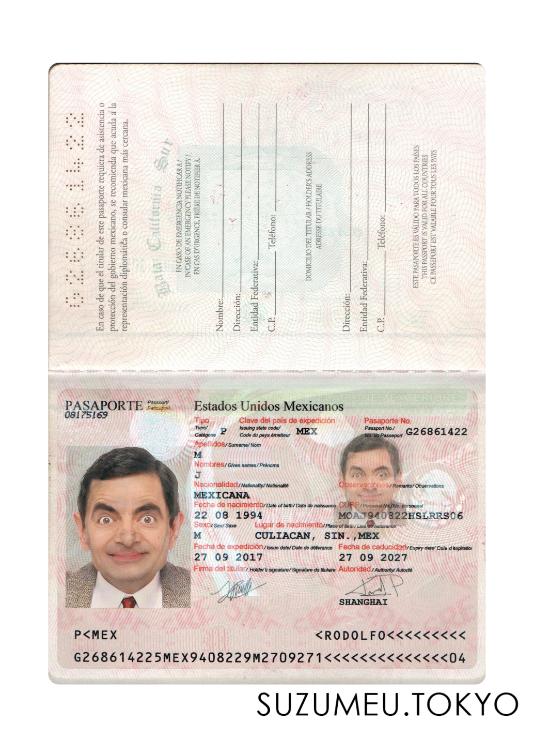 G26861422
En caso de que el titular de este pasaporte requiera de asistencia o
protección del gobierno mexicano, se recomienda que acuda a la
representación diplomática o consular mexicana más cercana.
Baja California Sur
EN CASO DE EMERGENCIA NOTIFICAR A /
IN CASE OF AN EMERGENCY PLEASE NOTIFY /
EN CAS D'URGENCE, PRIERE DE NOTIFIER A
Nombre:
Dirección:
Entidad Federativa:
C.P. Teléfono:
DOMICILIO DEL TITULAR / HOLDER'S ADDRESS
ADRESSE DU TITULAIRE
Dirección:
Entidad Federativa:
C.P. Teléfono:
ESTE PASAPORTE ES VÁLIDO PARA TODOS LOS PAÍSES
THIS PASSPORT IS VALID FOR ALL COUNTRIES
CE PASSEPORT EST VALABLE POUR TOUS LES PAYS
PASAPORTE Passport/ Passeport Estados Unidos Mexicanos
08175169
Tipo Clave del país de expedición Pasaporte No.
Type/ Catégorie P Issuing state code/ Code du pays émetteur MEX Passport No./ No. du Passeport G26861422
Apellidos/Surname/Nom
M
Nombres/Given names/Prénoms
J
Nacionalidad/Nationality/Nationalité Observaciones/Remarks/Observations
MEXICANA
Fecha de nacimiento/Date of birth/Date de naissance CURP/Personal ID/No. personnel
22 08 1994 MOAJ940822HSLRRS06
Sexo/Sex/Sexe Lugar de nacimiento/Place of birth/Lieu de naissance
M CULIACAN, SIN.,MEX
Fecha de expedición/Issue date/Date de délivrance Fecha de caducidad/Expiry date/Date d'expiration
27 09 2017 27 09 2027
Firma del titular/Holder's signature/Signature du titulaire Autoridad/Authority/Autorité
SHANGHAI
P<MEX <RODOLFO<<<<<<<<<
G268614225MEX9408229M2709271<<<<<<<<<<<<<<04
SUZUMEU.TOKYO